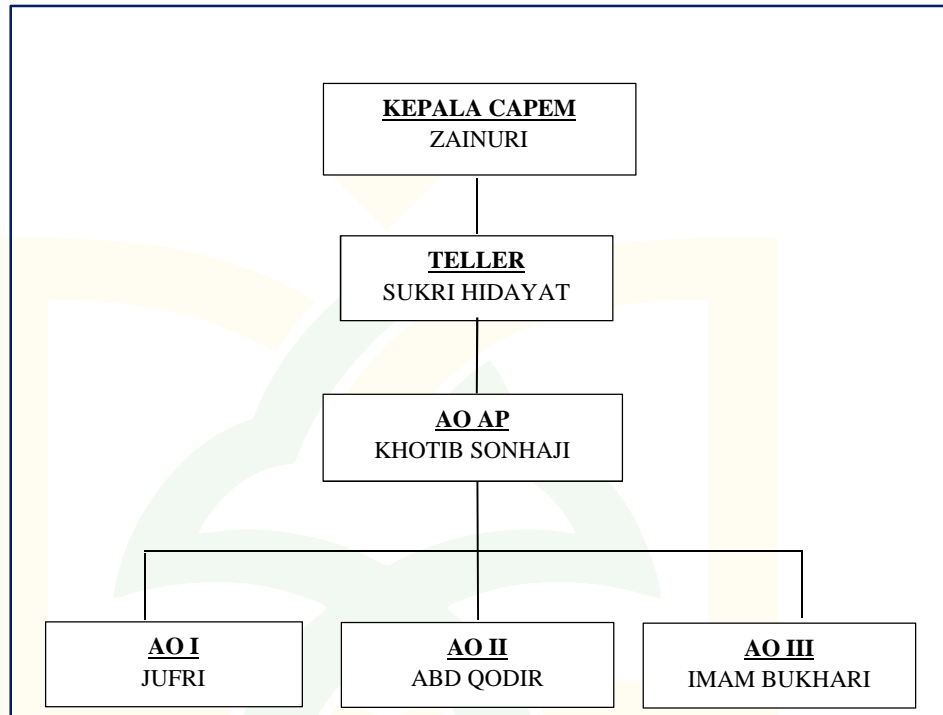 KEPALA CAPEM
ZAINURI
TELLER
SUKRI HIDAYAT
AO AP
KHOTIB SONHAJI
AO I
JUFRI
AO II
ABD QODIR
AO III
IMAM BUKHARI